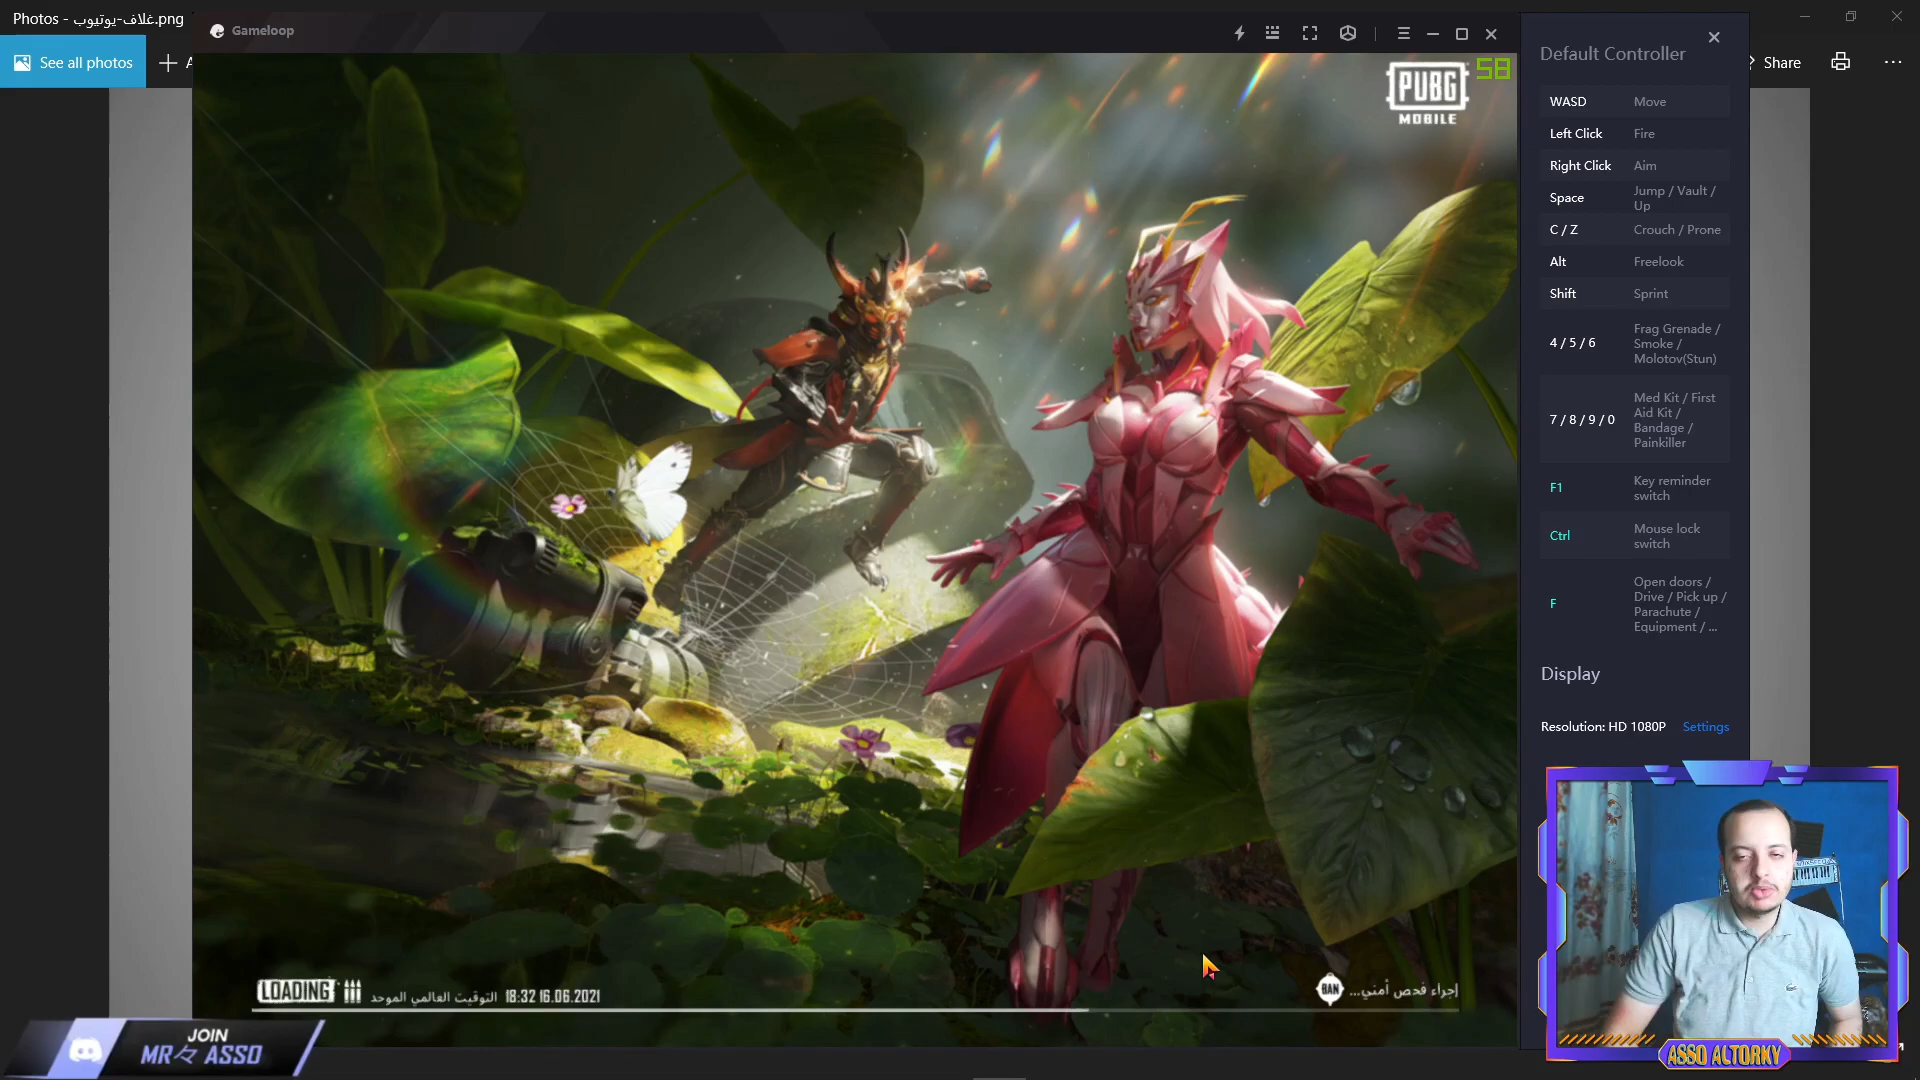 Photos - غلاف-يوتيوب.png
See all photos
Share
Gameloop
PUBG
MOBILE
58
Default Controller
WASD Move
Left Click Fire
Right Click Aim
Space Jump / Vault /
Up
C / Z Crouch / Prone
Alt Freelook
Shift Sprint
4 / 5 / 6 Frag Grenade /
Smoke /
Molotov(Stun)
7 / 8 / 9 / 0 Med Kit / First
Aid Kit /
Bandage /
Painkiller
F1 Key reminder
switch
Ctrl Mouse lock
switch
F Open doors /
Drive / Pick up /
Parachute /
Equipment / ...
Display
Resolution: HD 1080P Settings
LOADING
التوقيت العالمي الموحد 18:32 16.06.2021
BAN
إجراء فحص أمني...
JOIN
MR々 ASSO
ASSO ALTORKY